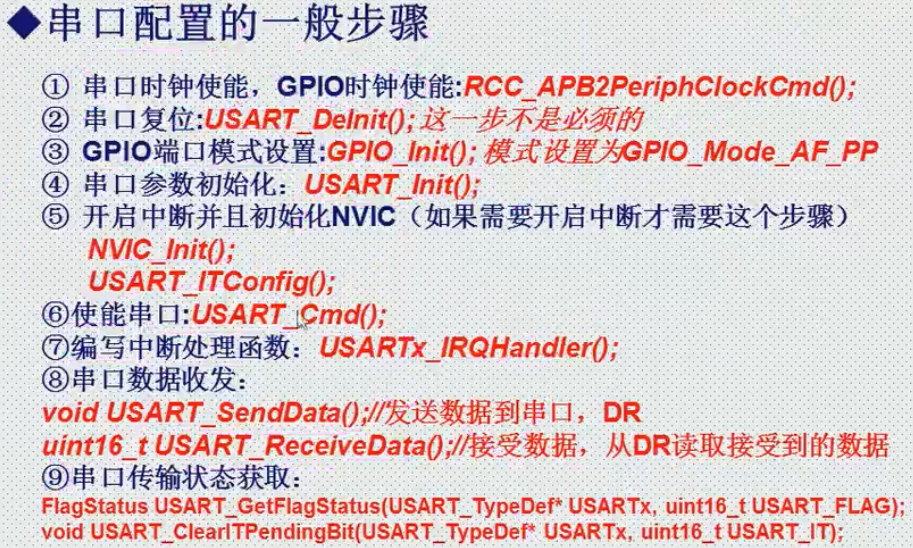 ◆串口配置的一般步骤
① 串口时钟使能，GPIO时钟使能:RCC_APB2PeriphClockCmd();
② 串口复位:USART_DeInit(); 这一步不是必须的
③ GPIO端口模式设置:GPIO_Init(); 模式设置为GPIO_Mode_AF_PP
④ 串口参数初始化：USART_Init();
⑤ 开启中断并且初始化NVIC（如果需要开启中断才需要这个步骤）
NVIC_Init();
USART_ITConfig();
⑥使能串口:USART_Cmd();
⑦编写中断处理函数：USARTx_IRQHandler();
⑧串口数据收发：
void USART_SendData();//发送数据到串口，DR
uint16_t USART_ReceiveData();//接受数据，从DR读取接受到的数据
⑨串口传输状态获取：
FlagStatus USART_GetFlagStatus(USART_TypeDef* USARTx, uint16_t USART_FLAG);
void USART_ClearITPendingBit(USART_TypeDef* USARTx, uint16_t USART_IT);